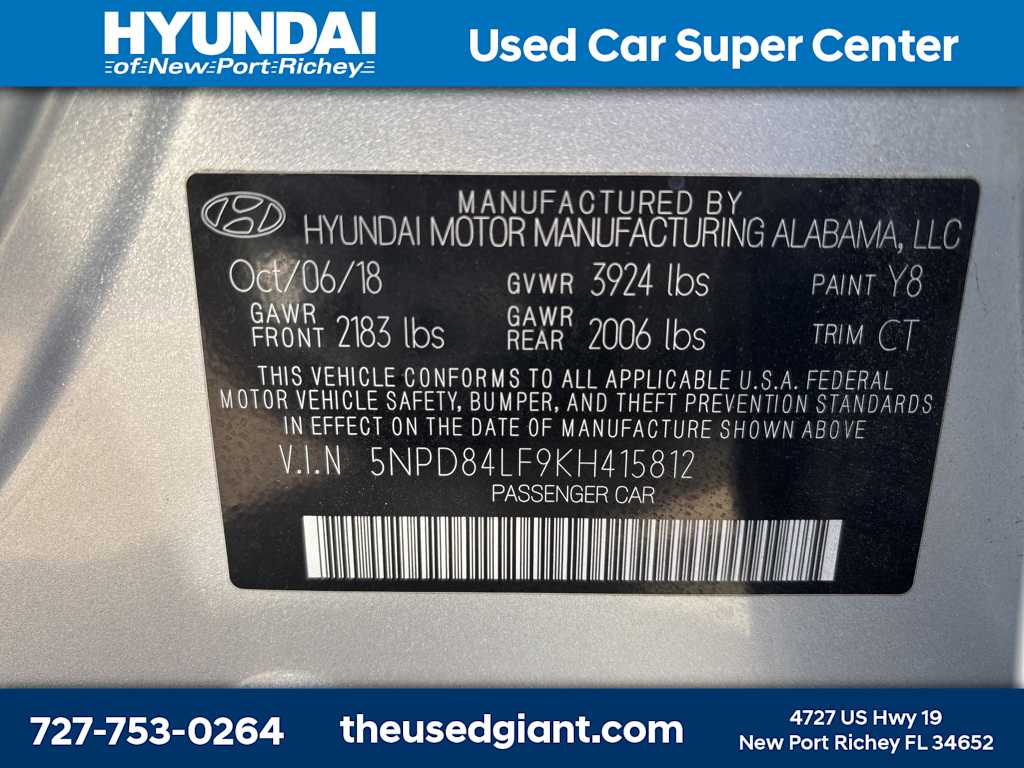 HYUNDAI
of New Port Richey
Used Car Super Center
MANUFACTURED BY
HYUNDAI MOTOR MANUFACTURING ALABAMA, LLC
Oct/06/18 GVWR 3924 lbs PAINT Y8
GAWR FRONT 2183 lbs GAWR REAR 2006 lbs TRIM CT
THIS VEHICLE CONFORMS TO ALL APPLICABLE U.S.A. FEDERAL
MOTOR VEHICLE SAFETY, BUMPER, AND THEFT PREVENTION STANDARDS
IN EFFECT ON THE DATE OF MANUFACTURE SHOWN ABOVE
V.I.N 5NPD84LF9KH415812
PASSENGER CAR
727-753-0264
theusedgiant.com
4727 US Hwy 19
New Port Richey FL 34652